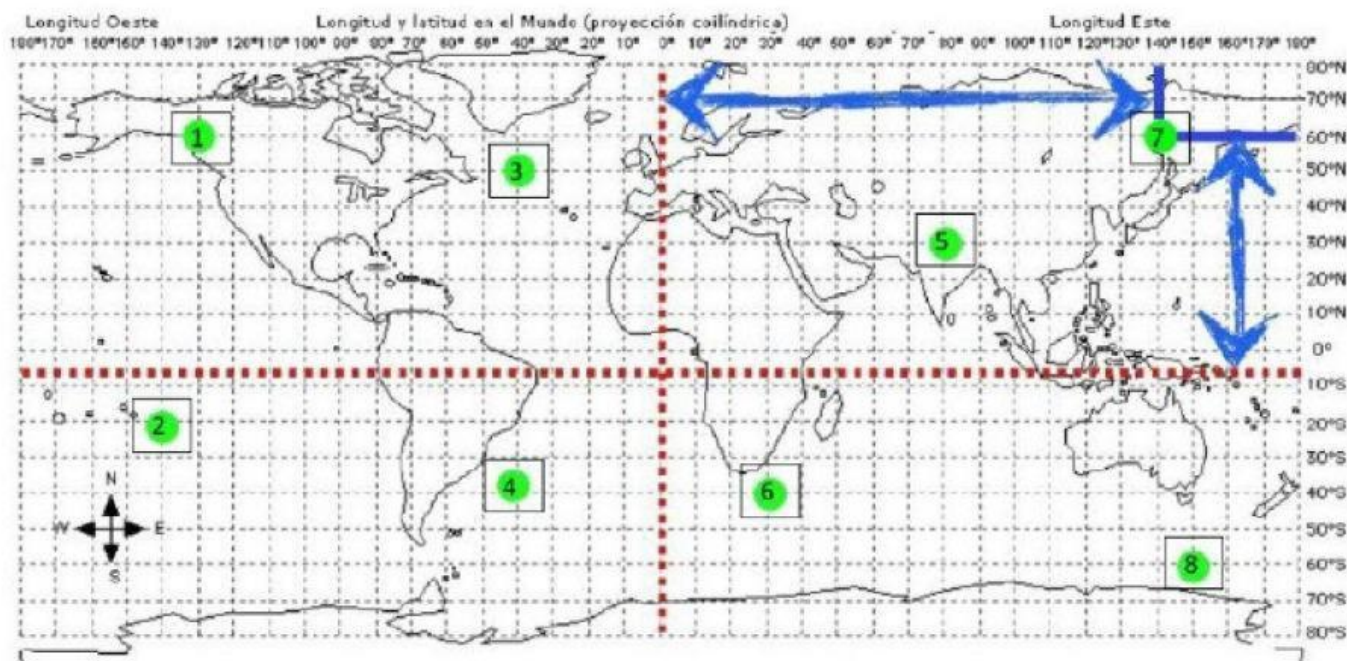 Longitud Oeste Longitud y latitud en el Mundo (proyección coilíndrica) Longitud Este
180° 170° 160° 150° 140° 130° 120° 110° 100° 90° 80° 70° 60° 50° 40° 30° 20° 10° 0° 10° 20° 30° 40° 50° 60° 70° 80° 90° 100° 110° 120° 130° 140° 150° 160° 170° 180°
80°N
70°N
1 7 60°N
3 50°N
40°N
5 30°N
20°N
10°N
0°
10°S
2 20°S
30°S
4 6 40°S
N
W E 50°S
S
8 60°S
70°S
80°S